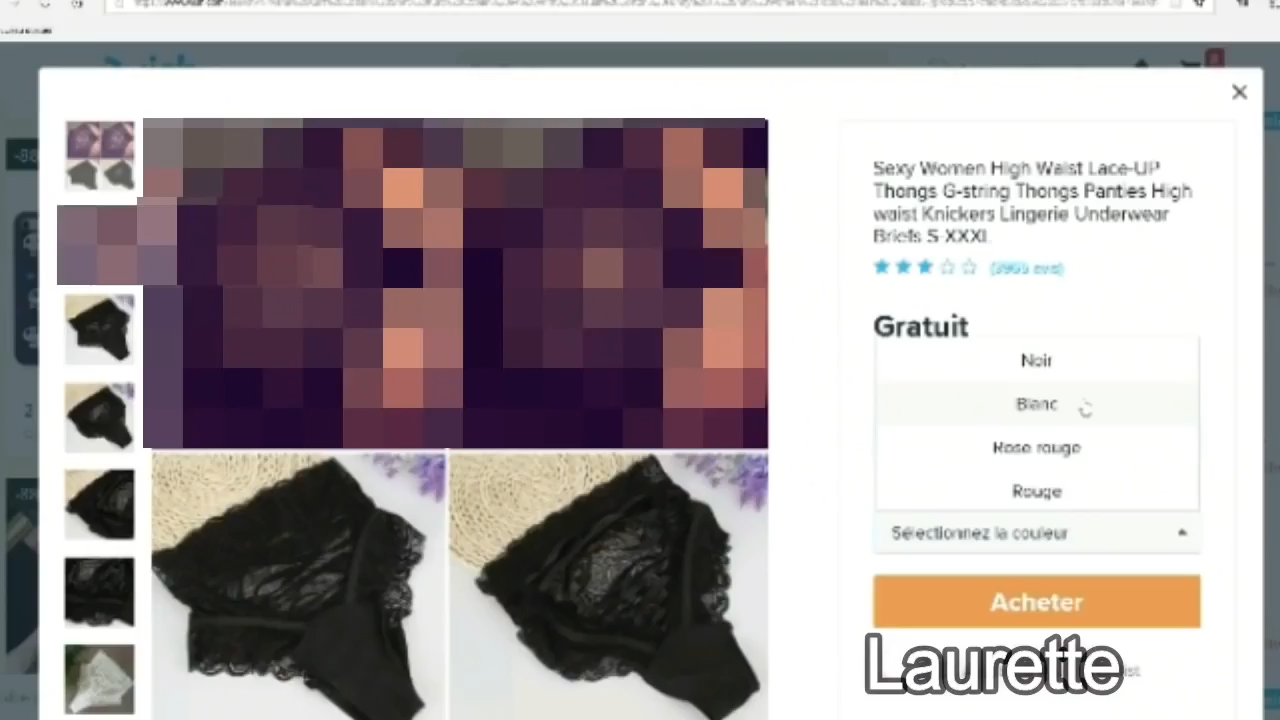 Sexy Women High Waist Lace-UP
Thongs G-string Thongs Panties High
waist Knickers Lingerie Underwear
Briefs S-XXXL
Gratuit
Noir
Blanc
Rose rouge
Rouge
Sélectionnez la couleur
Acheter
Laurette